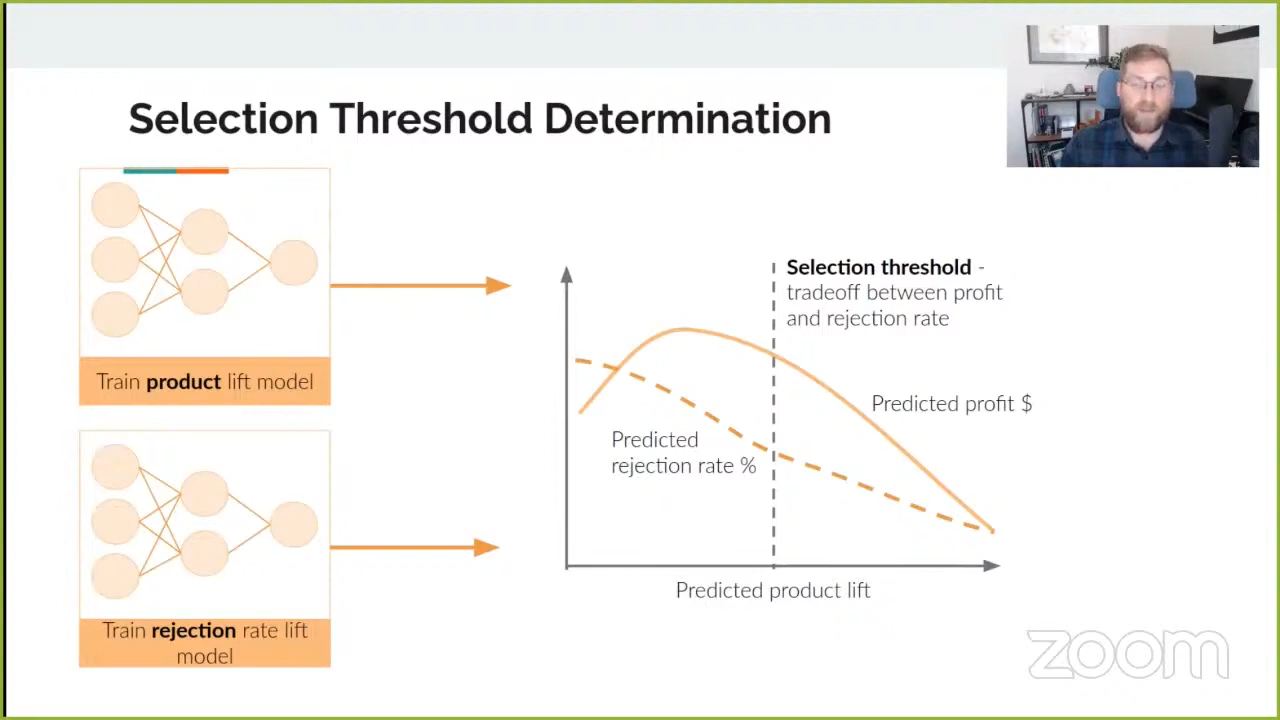 Selection Threshold Determination
Train product lift model
Train rejection rate lift
model
Selection threshold -
tradeoff between profit
and rejection rate
Predicted profit $
Predicted
rejection rate %
Predicted product lift
zoom